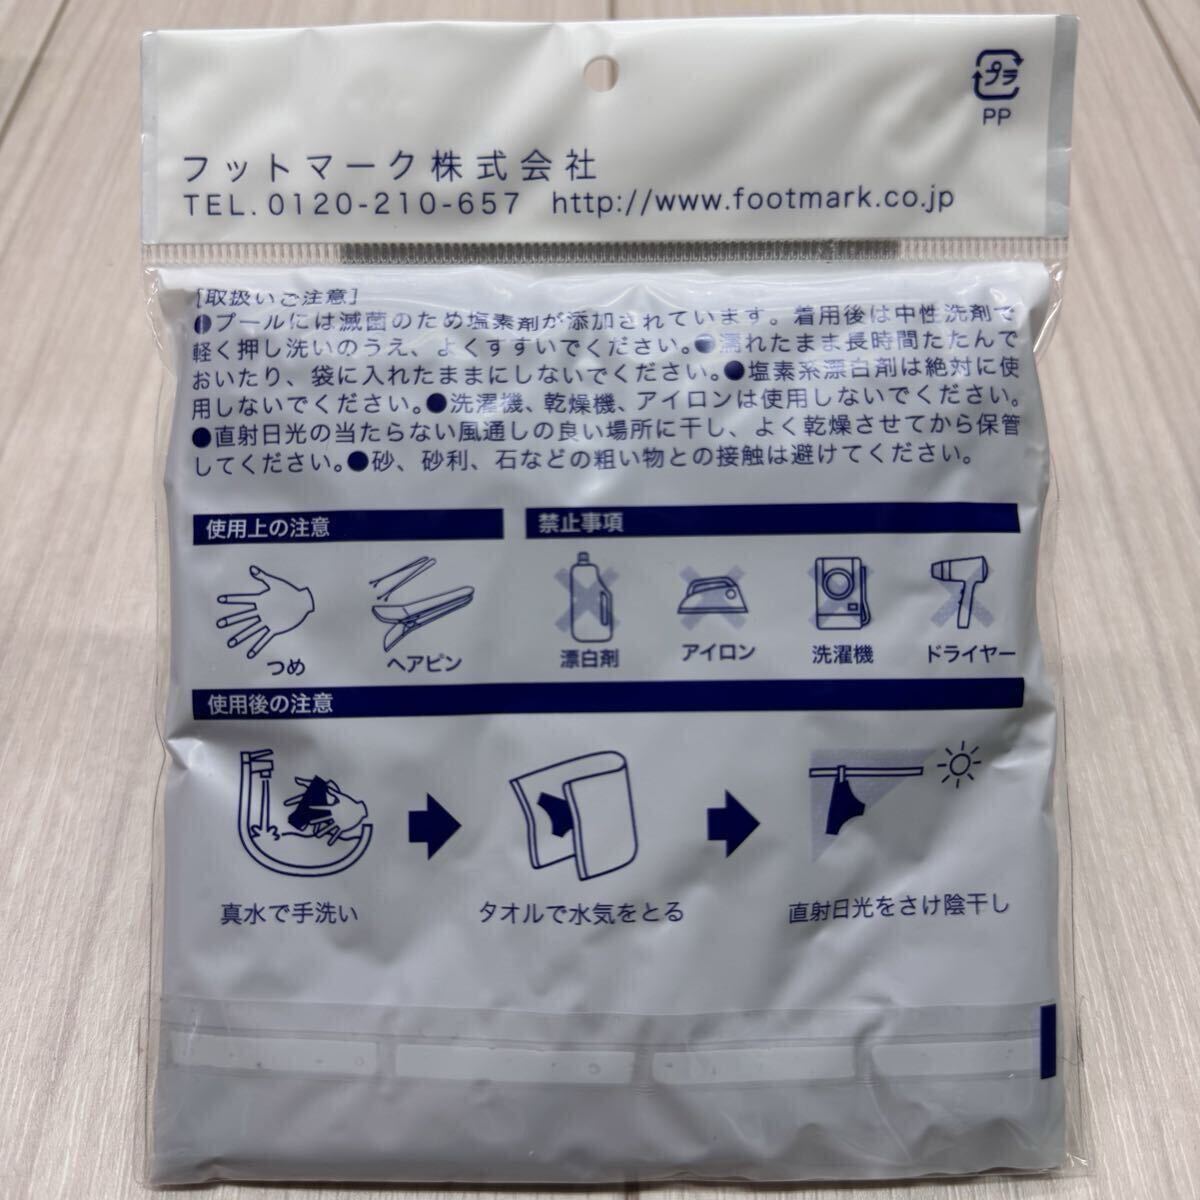 プラ
PP
フットマーク株式会社
TEL.0120-210-657 http://www.footmark.co.jp
[取扱いご注意]
●プールには滅菌のため塩素剤が添加されています。着用後は中性洗剤で
軽く押し洗いのうえ、よくすすいでください。●濡れたまま長時間たたんで
おいたり、袋に入れたままにしないでください。●塩素系漂白剤は絶対に使
用しないでください。●洗濯機、乾燥機、アイロンは使用しないでください。
●直射日光の当たらない風通しの良い場所に干し、よく乾燥させてから保管
してください。●砂、砂利、石などの粗い物との接触は避けてください。
使用上の注意
禁止事項
つめ
ヘアピン
漂白剤
アイロン
洗濯機
ドライヤー
使用後の注意
真水で手洗い
タオルで水気をとる
直射日光をさけ陰干し